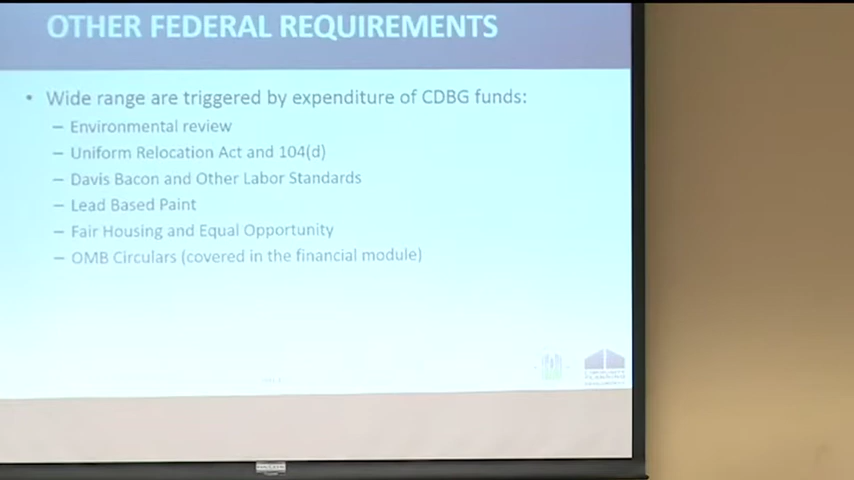 OTHER FEDERAL REQUIREMENTS
• Wide range are triggered by expenditure of CDBG funds:
– Environmental review
– Uniform Relocation Act and 104(d)
– Davis Bacon and Other Labor Standards
– Lead Based Paint
– Fair Housing and Equal Opportunity
– OMB Circulars (covered in the financial module)